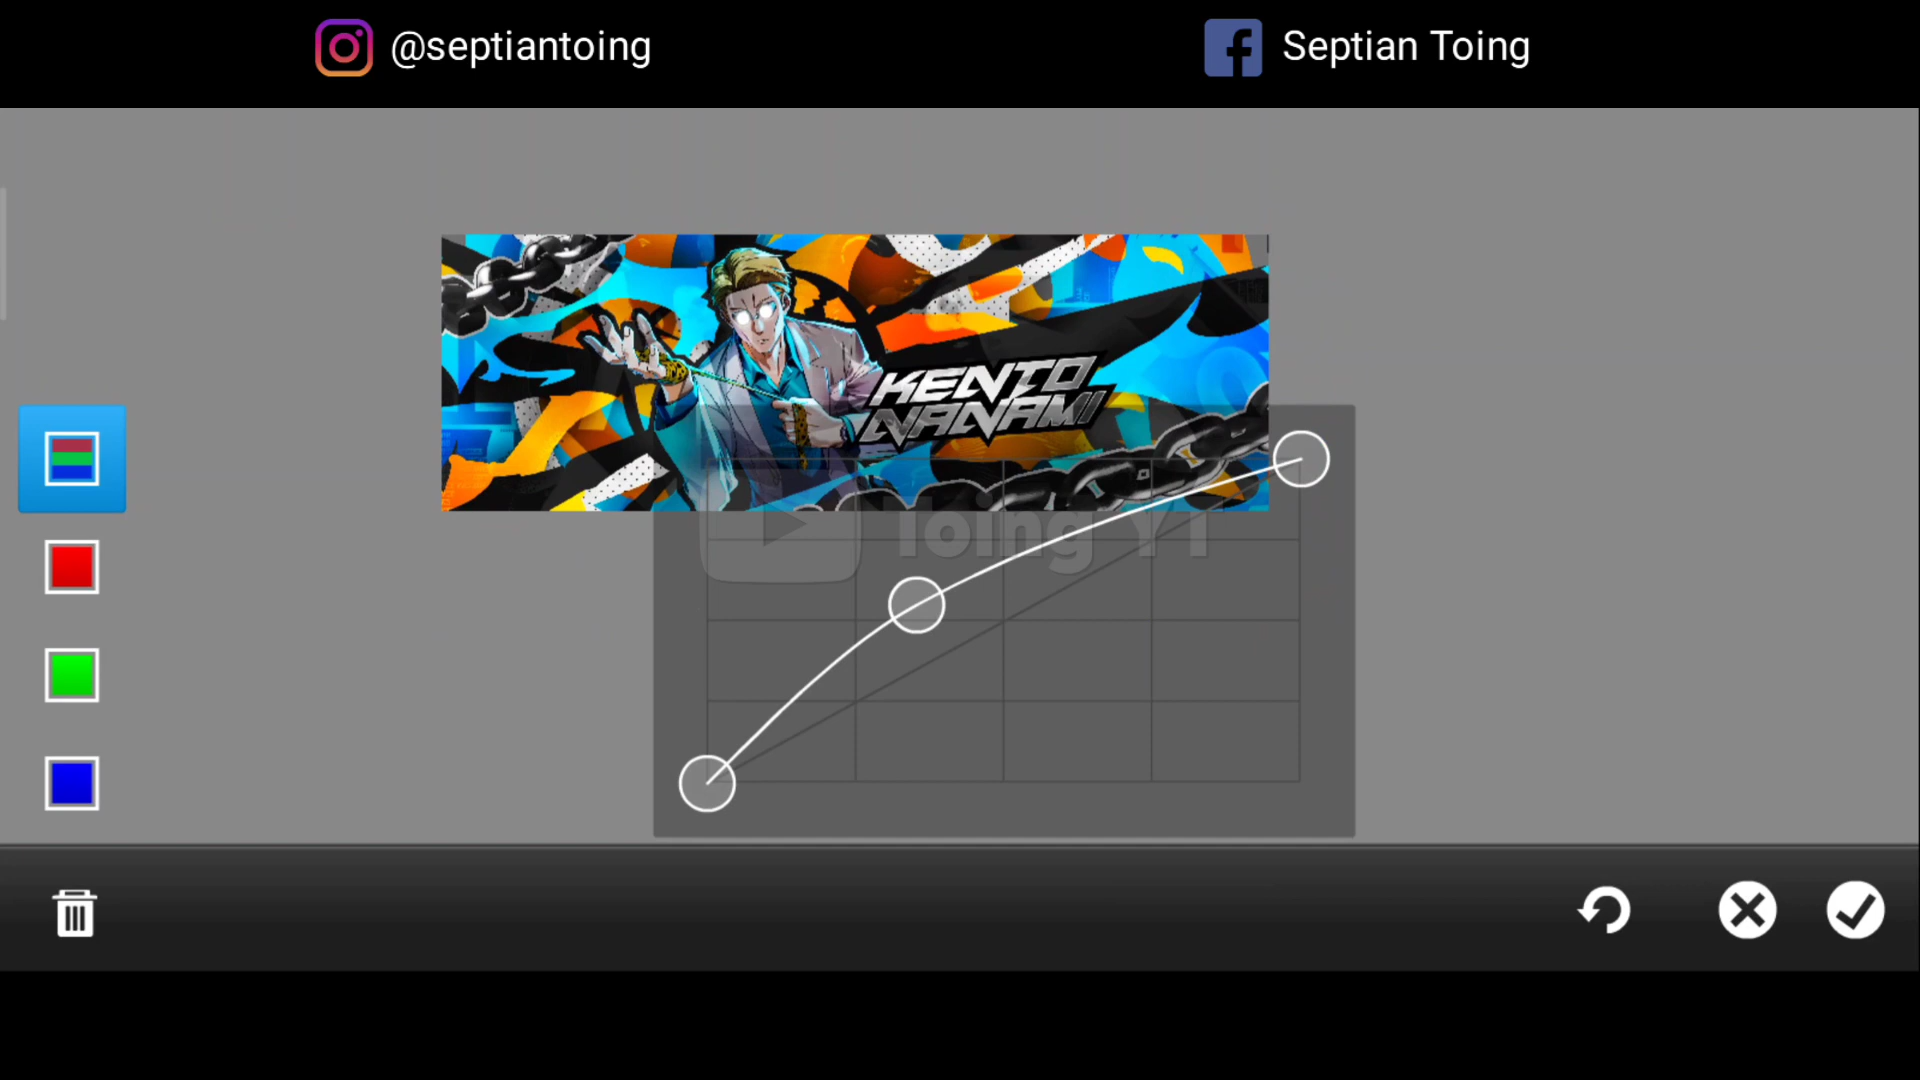 @septiantoing
Septian Toing
KENTO
NANAMI
Toing YT